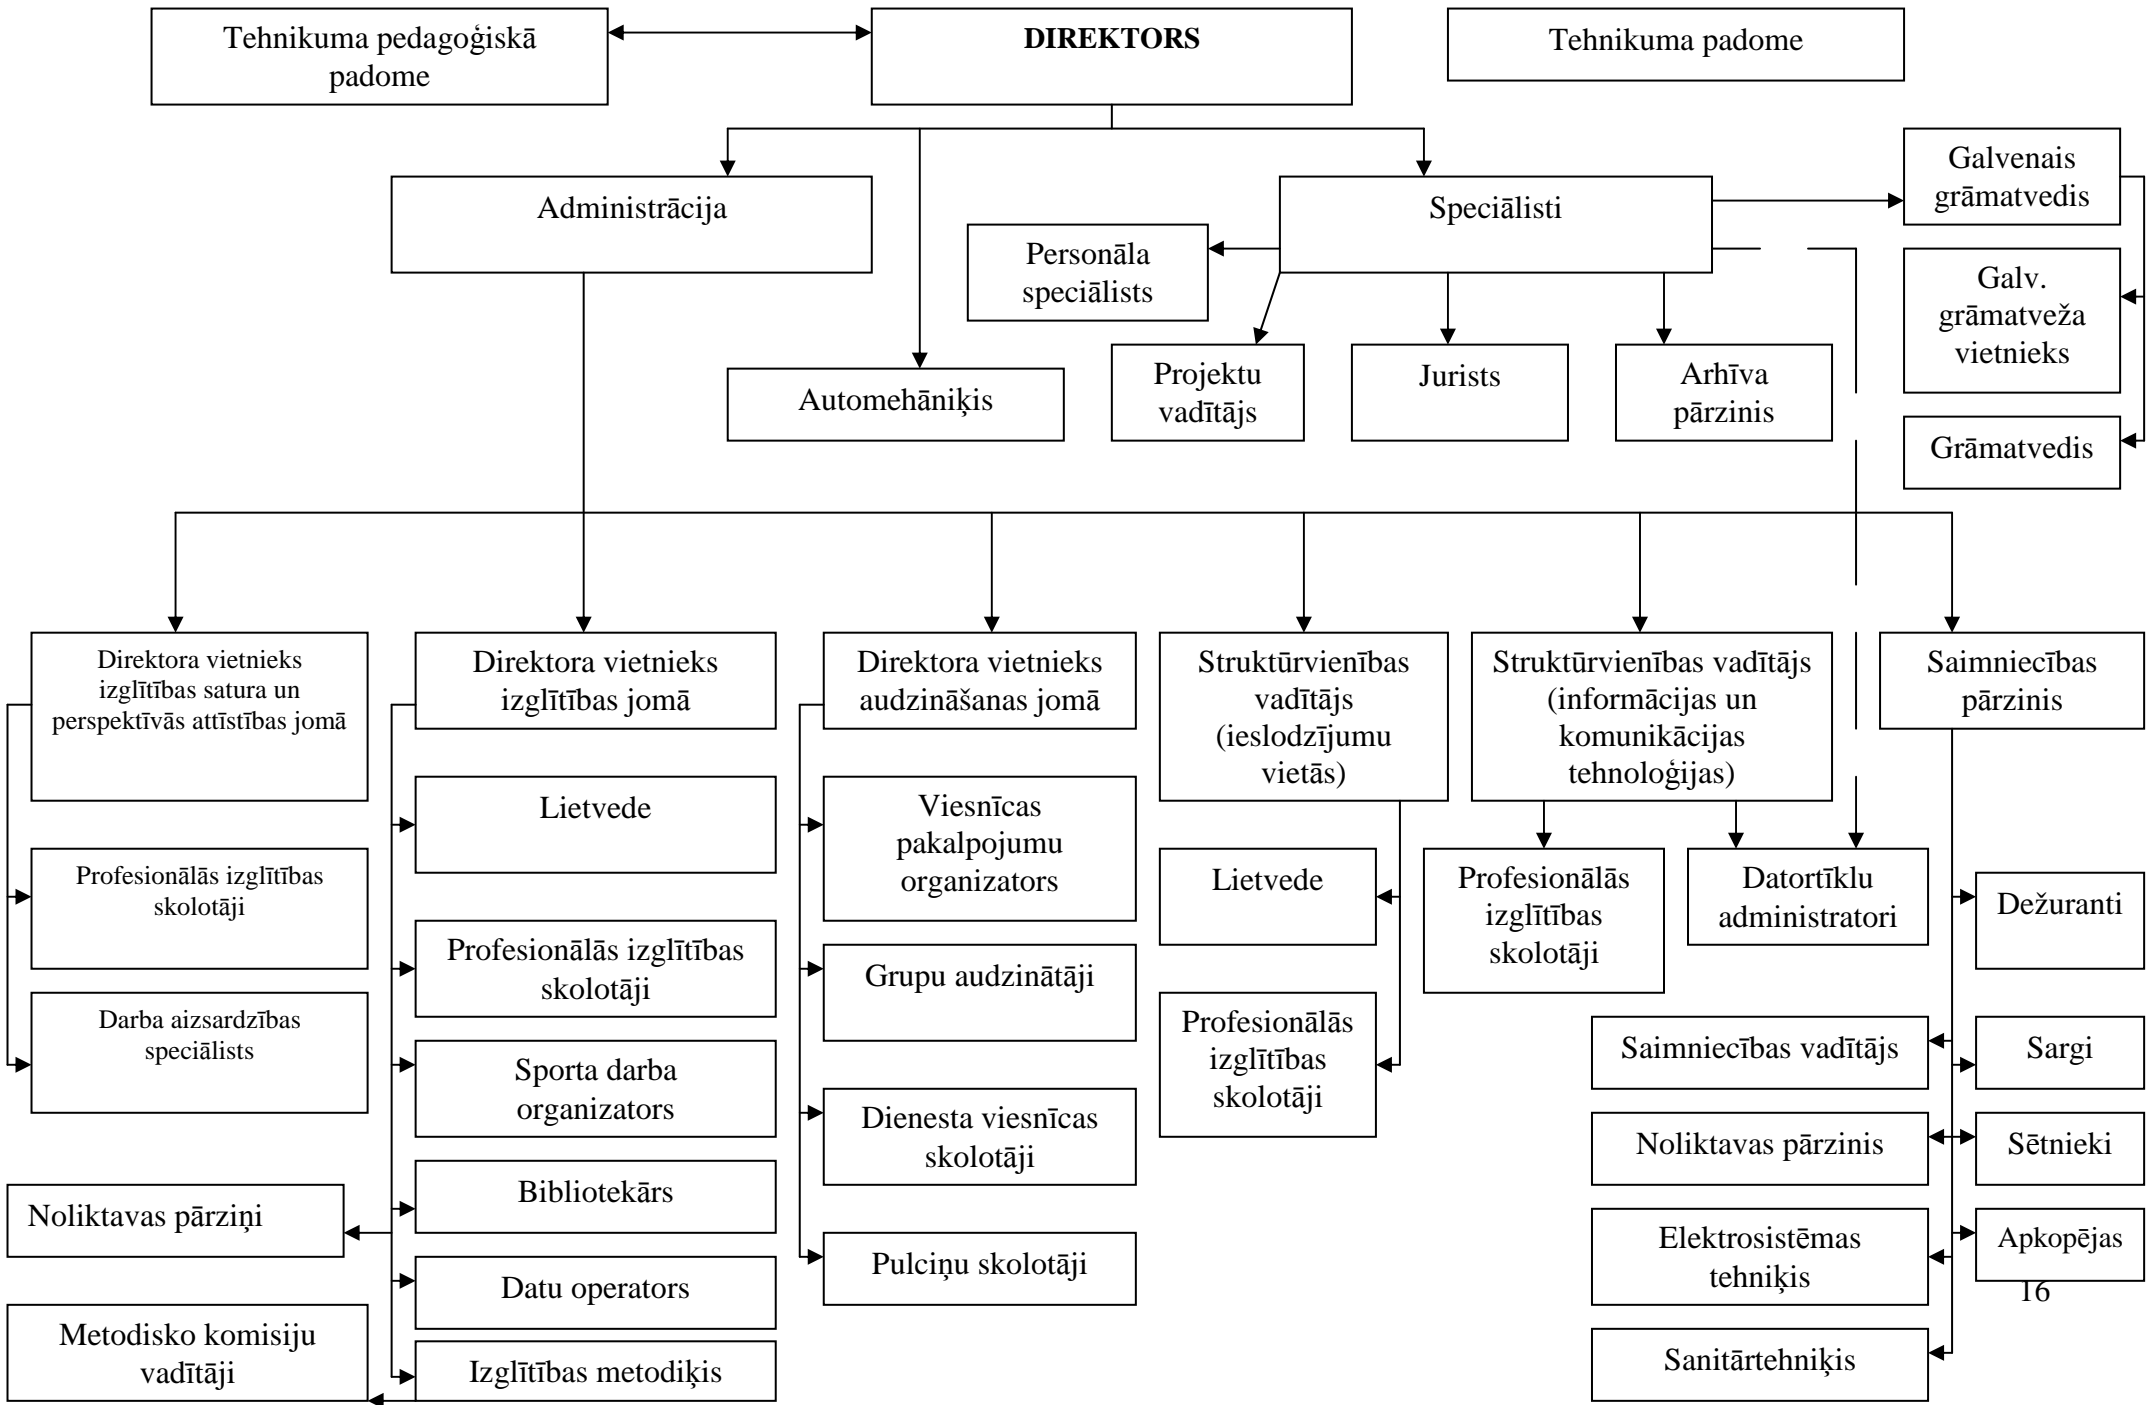 Tehnikuma pedagoģiskā
padome
DIREKTORS
Tehnikuma padome
Administrācija
Speciālisti
Galvenais
grāmatvedis
Personāla
speciālists
Galv.
grāmatveža
vietnieks
Automehāniķis
Projektu
vadītājs
Jurists
Arhīva
pārzinis
Grāmatvedis
Direktora vietnieks
izglītības satura un
perspektīvās attīstības jomā
Direktora vietnieks
izglītības jomā
Direktora vietnieks
audzināšanas jomā
Struktūrvienības
vadītājs
(ieslodzījumu
vietās)
Struktūrvienības vadītājs
(informācijas un
komunikācijas
tehnoloģijas)
Saimniecības
pārzinis
Profesionālās izglītības
skolotāji
Darba aizsardzības
speciālists
Lietvede
Profesionālās izglītības
skolotāji
Sporta darba
organizators
Bibliotekārs
Noliktavas pārziņi
Datu operators
Izglītības metodiķis
Metodisko komisiju
vadītāji
Viesnīcas
pakalpojumu
organizators
Grupu audzinātāji
Dienesta viesnīcas
skolotāji
Pulciņu skolotāji
Lietvede
Profesionālās
izglītības
skolotāji
Profesionālās
izglītības
skolotāji
Datortīklu
administratori
Dežuranti
Saimniecības vadītājs
Sargi
Noliktavas pārzinis
Sētnieki
Elektrosistēmas
tehniķis
Apkopējas
Sanitārtehniķis
16